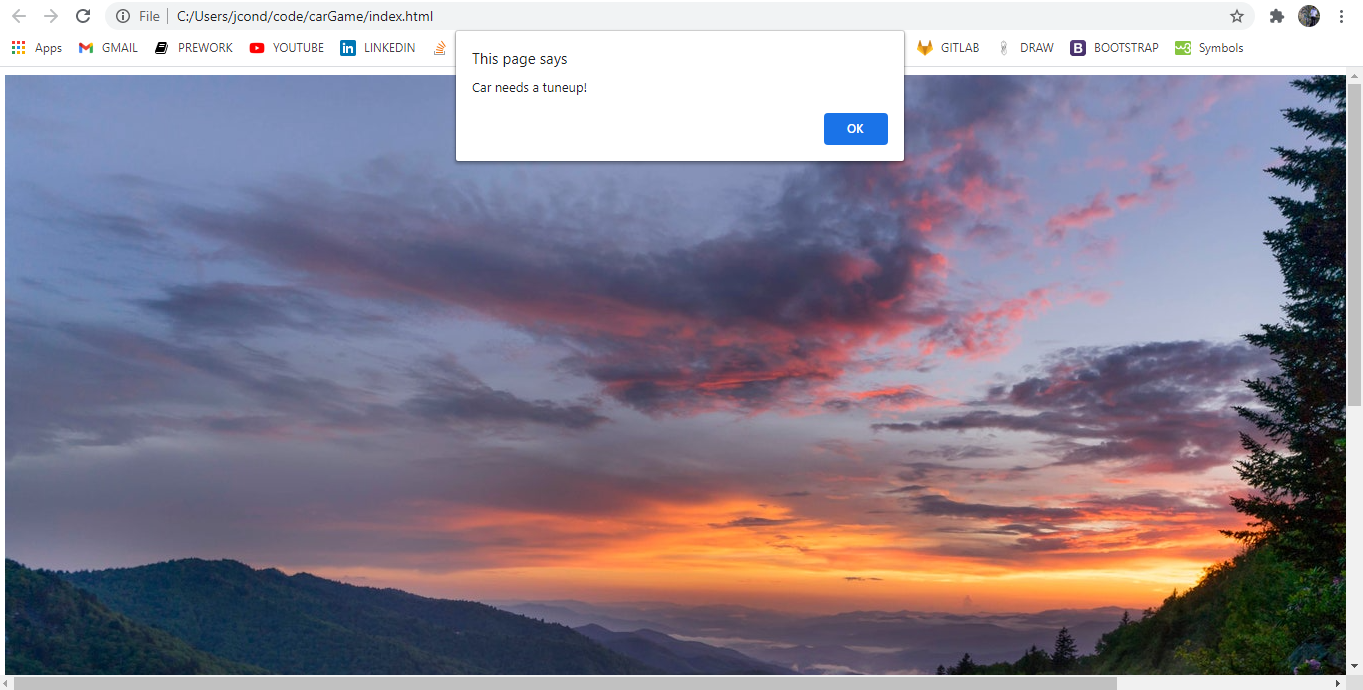 File | C:/Users/jcond/code/carGame/index.html
Apps GMAIL PREWORK YOUTUBE LINKEDIN GITLAB DRAW B BOOTSTRAP Symbols
This page says
Car needs a tuneup!
OK